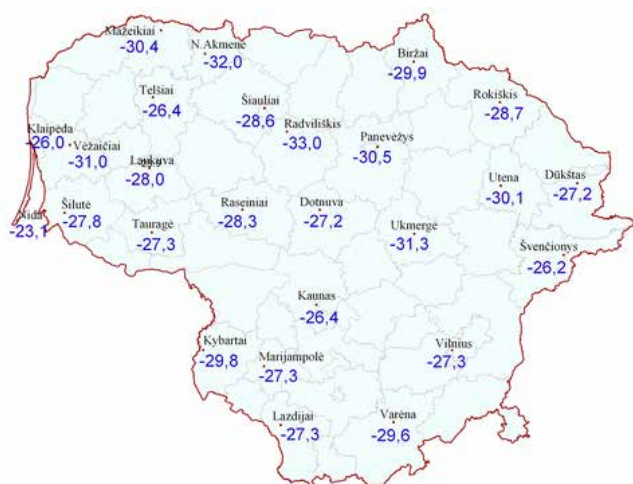 Mažeikiai
-30,4
N.Akmenė
-32,0
Biržai
-29,9
Telšiai
-26,4
Šiauliai
-28,6
Rokiškis
-28,7
Radviliškis
-33,0
Klaipėda
-26,0
Vėžaičiai
-31,0
Laukuva
-28,0
Panevėžys
-30,5
Utena
-30,1
Dūkštas
-27,2
Nida
-23,1
Šilutė
-27,8
Tauragė
-27,3
Raseiniai
-28,3
Dotnuva
-27,2
Ukmergė
-31,3
Švenčionys
-26,2
Kaunas
-26,4
Kybartai
-29,8
Marijampolė
-27,3
Vilnius
-27,3
Lazdijai
-27,3
Varėna
-29,6